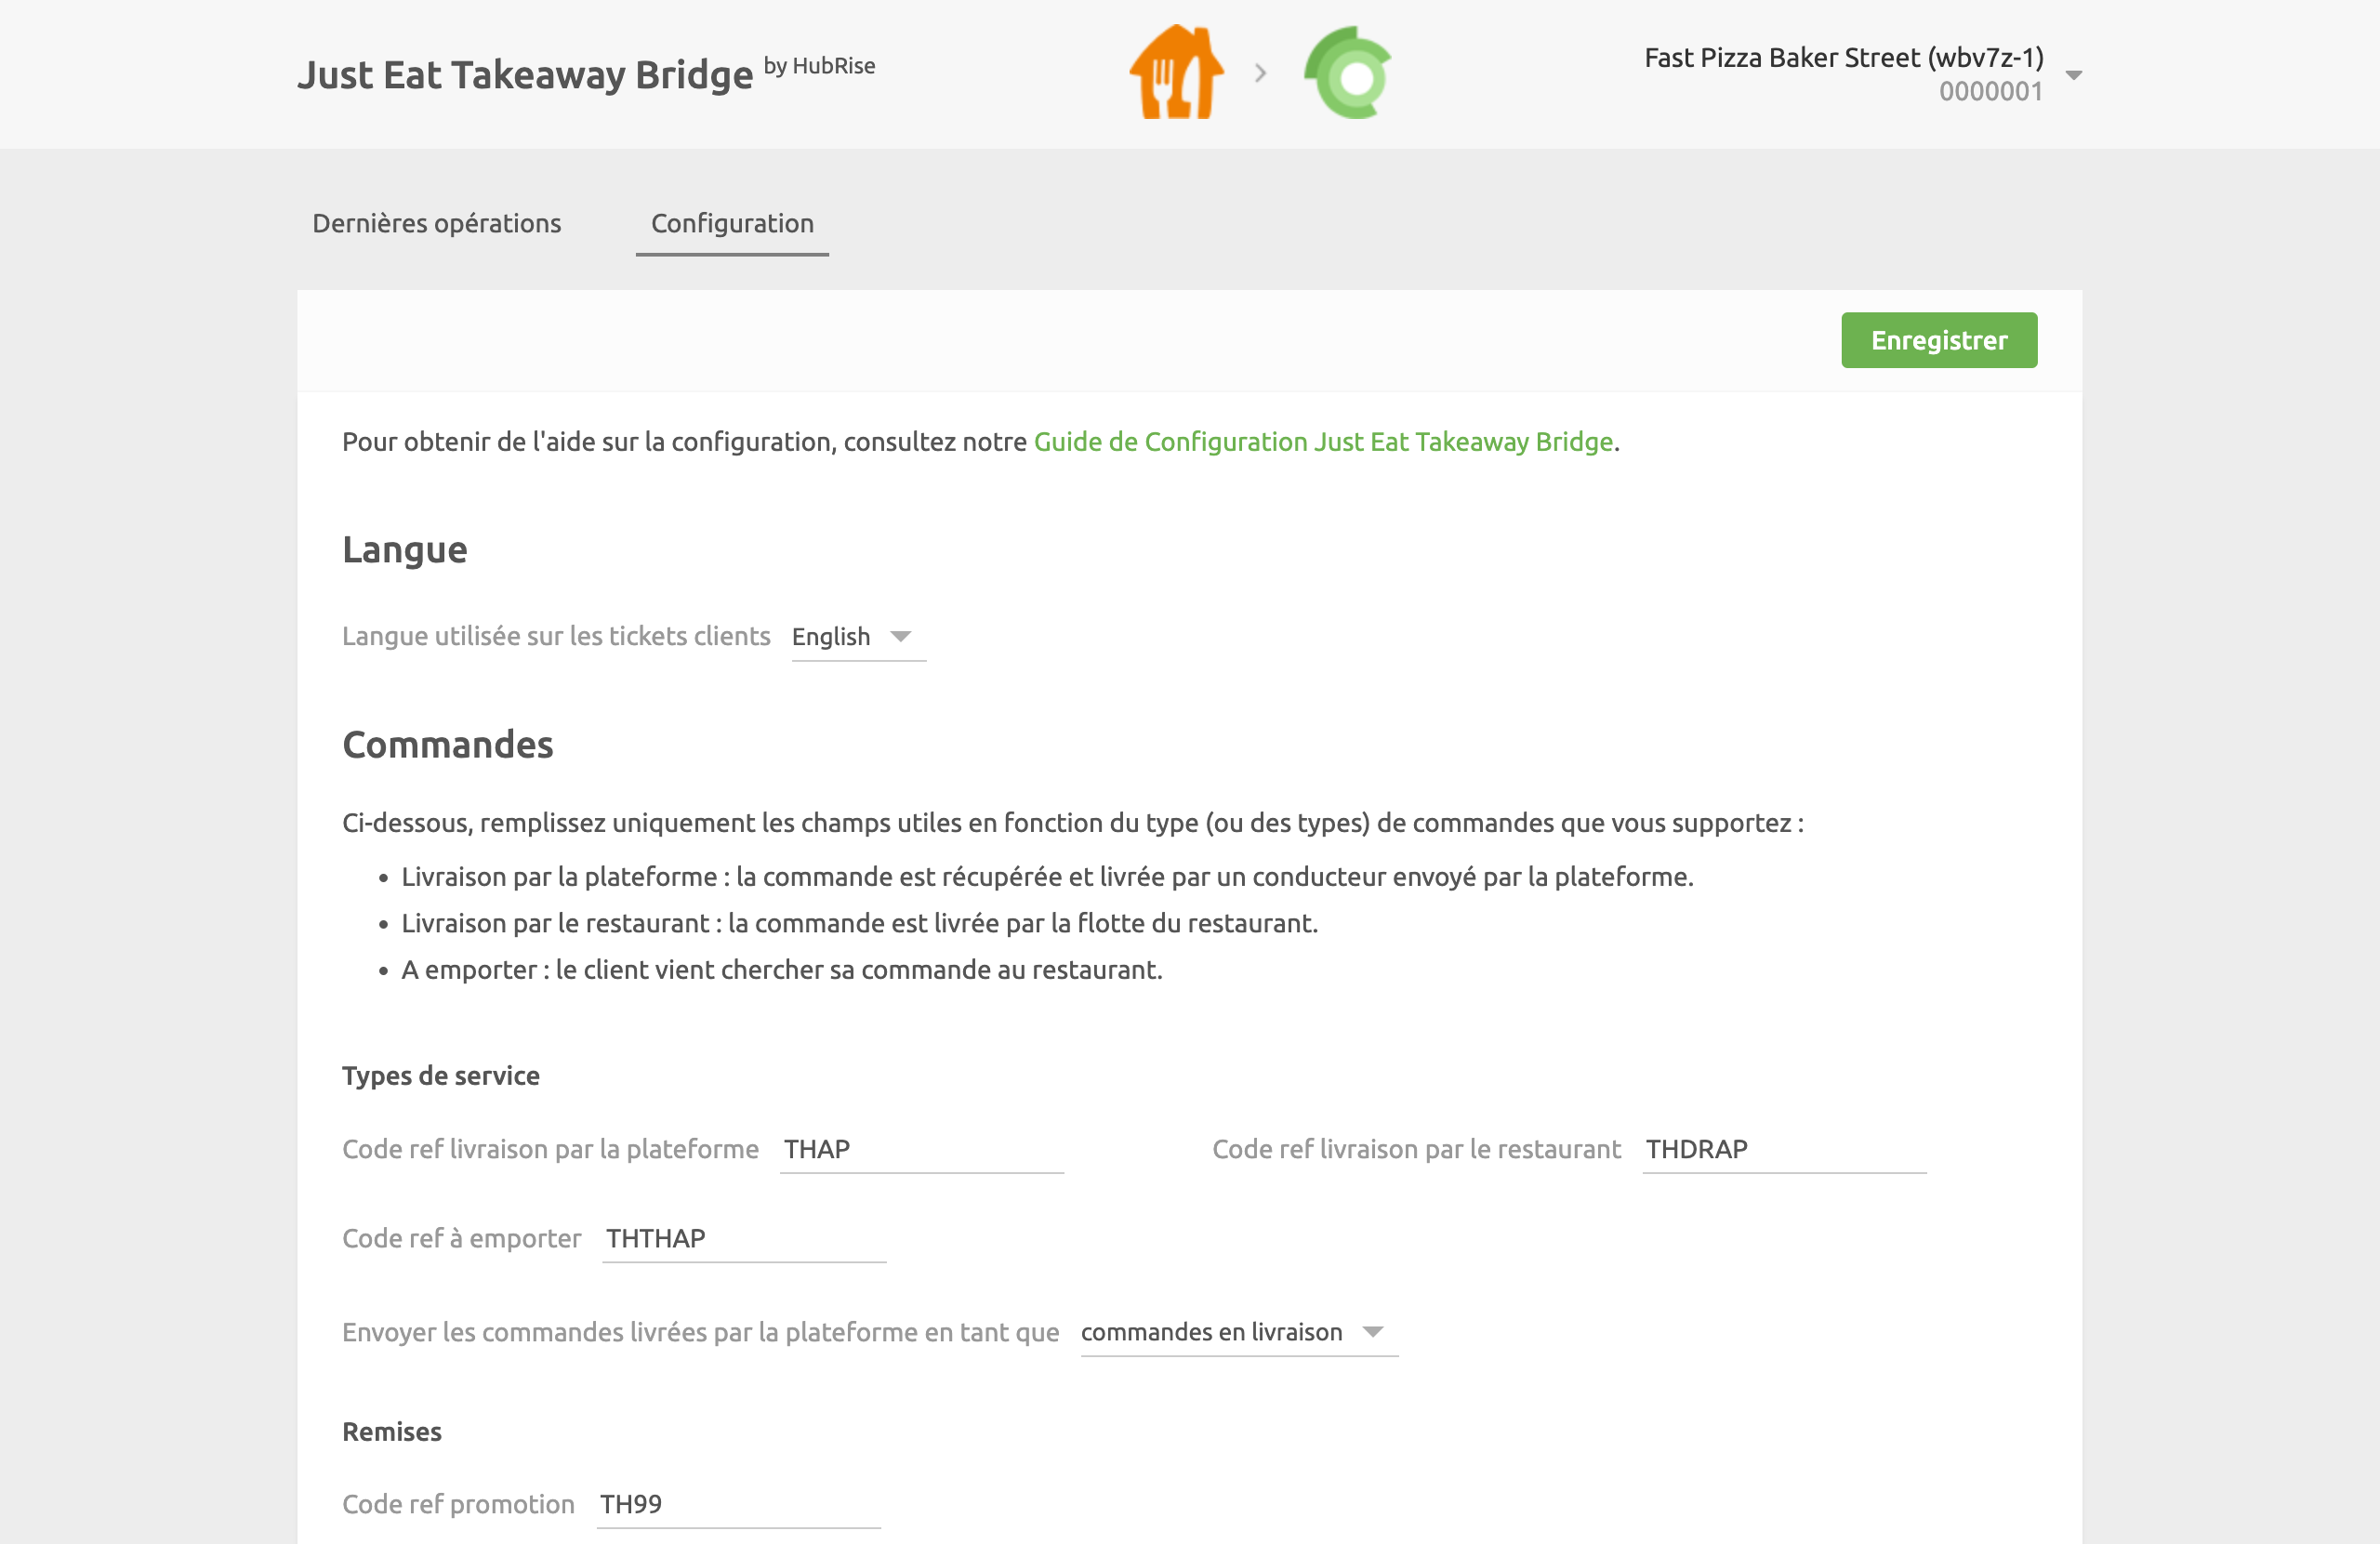 Just Eat Takeaway Bridge by HubRise
Fast Pizza Baker Street (wbv7z-1)
0000001
Dernières opérations
Configuration
Enregistrer
Pour obtenir de l'aide sur la configuration, consultez notre Guide de Configuration Just Eat Takeaway Bridge.
Langue
Langue utilisée sur les tickets clients English
Commandes
Ci-dessous, remplissez uniquement les champs utiles en fonction du type (ou des types) de commandes que vous supportez :
• Livraison par la plateforme : la commande est récupérée et livrée par un conducteur envoyé par la plateforme.
• Livraison par le restaurant : la commande est livrée par la flotte du restaurant.
• A emporter : le client vient chercher sa commande au restaurant.
Types de service
Code ref livraison par la plateforme THAP
Code ref livraison par le restaurant THDRAP
Code ref à emporter THTHAP
Envoyer les commandes livrées par la plateforme en tant que commandes en livraison
Remises
Code ref promotion TH99